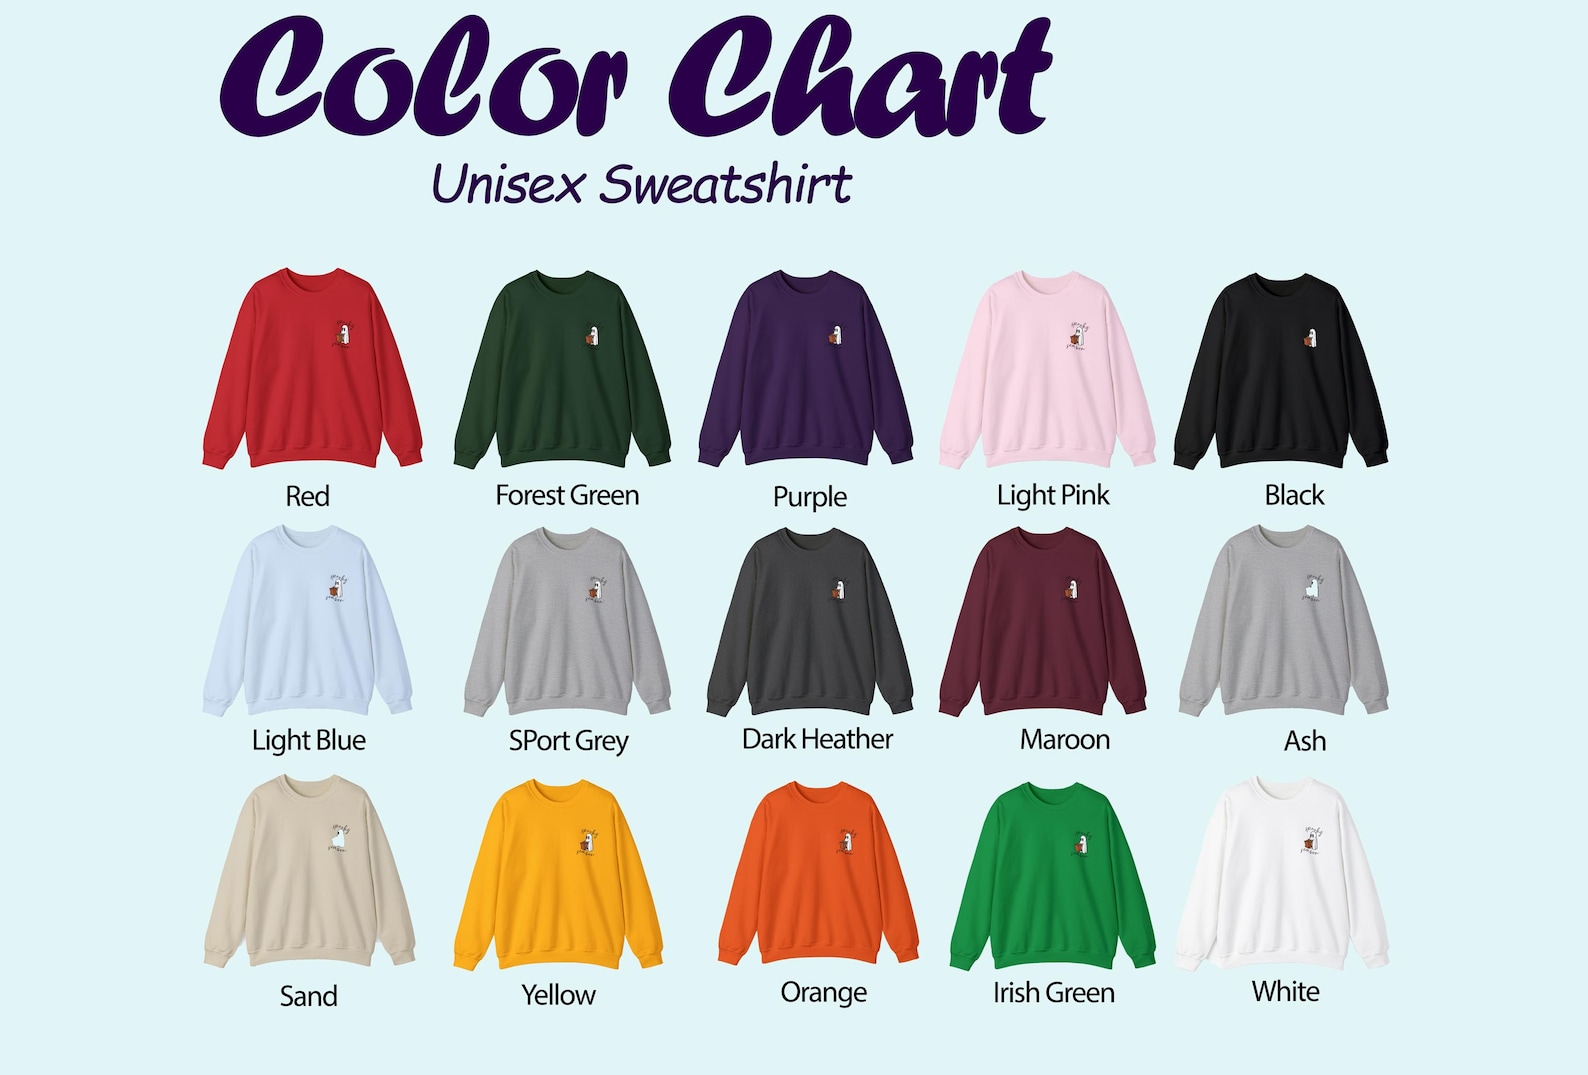 Color Chart
Unisex Sweatshirt
Red
Forest Green
Purple
Light Pink
Black
Light Blue
SPort Grey
Dark Heather
Maroon
Ash
Sand
Yellow
Orange
Irish Green
White